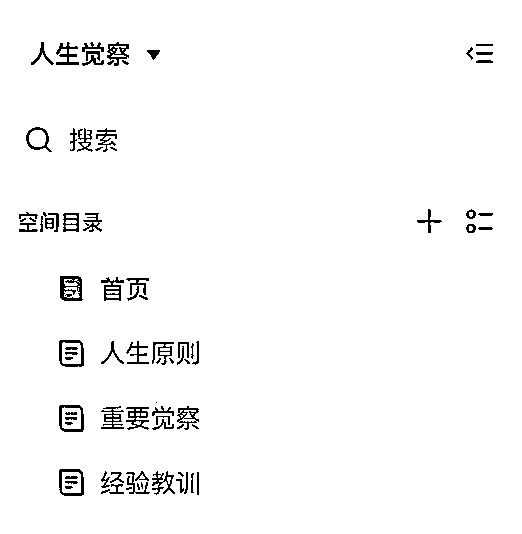 人生觉察
搜索
空间目录
首页
人生原则
重要觉察
经验教训